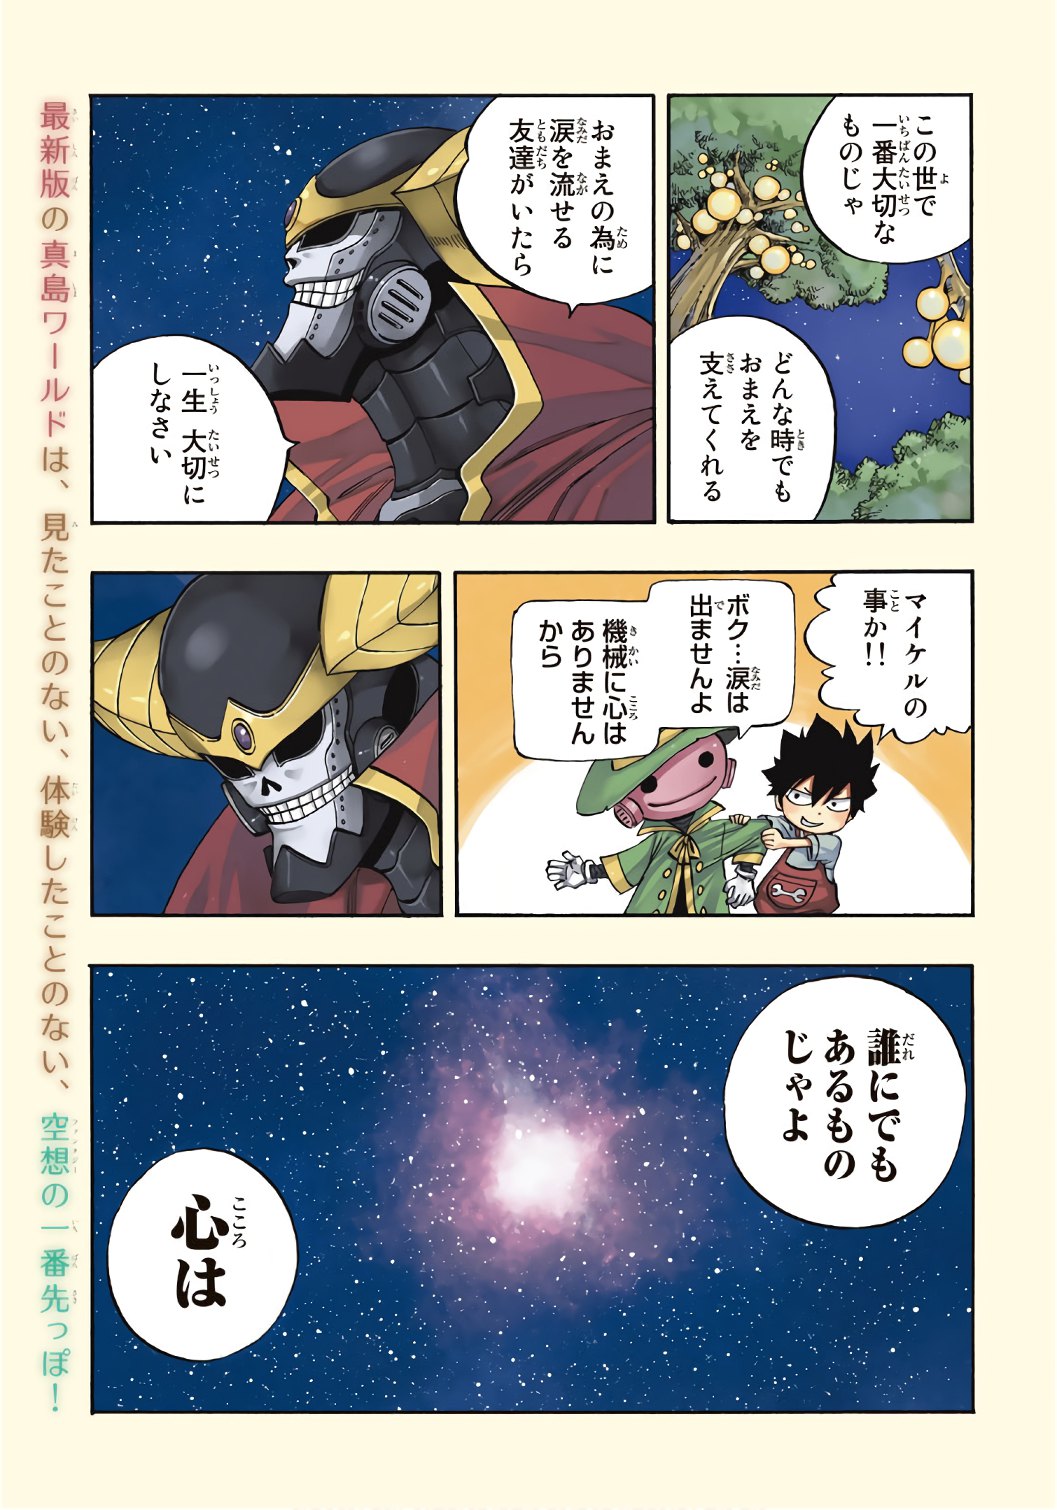 この世で
一番大切な
ものじゃ
どんな時でも
おまえを
支えてくれる
おまえの為に
涙を流せる
友達がいたら
一生 大切に
しなさい
マイケルの
事か!!
ボク…涙は
出ませんよ
機械に心は
ありません
から
誰にでも
あるもの
じゃよ
心は
最新版の真島ワールドは、見たことのない、体験したことのない、空想の一番先っぽ!